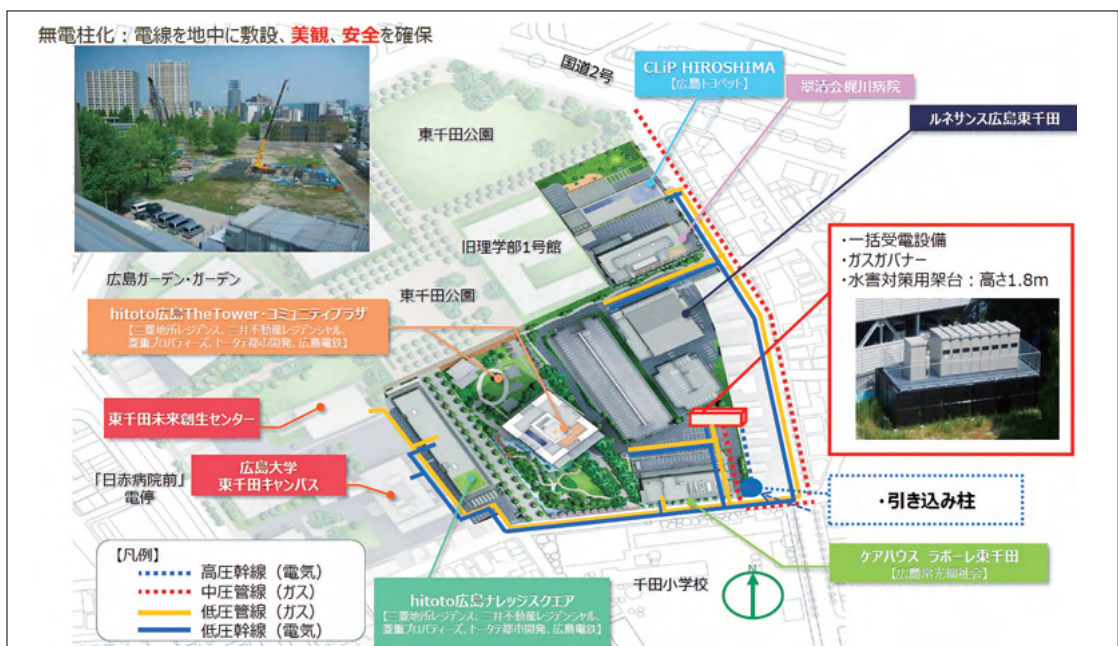 無電柱化：電線を地中に敷設、美観、安全を確保
国道2号
CLiP HIROSHIMA
【広島トヨペット】
翠清会梶川病院
ルネサンス広島東千田
東千田公園
旧理学部1号館
・一括受電設備
・ガスガバナー
・水害対策用架台：高さ1.8m
広島ガーデン・ガーデン
東千田公園
hitoto広島TheTower・コミュニティプラザ
【三菱地所レジデンス、三井不動産レジデンシャル、
菱重プロパティーズ、トータテ都市開発、広島電鉄】
東千田未来創生センター
広島大学
東千田キャンパス
「日赤病院前」
電停
・引き込み柱
ケアハウス ラポーレ東千田
【広島常光福祉会】
千田小学校
N
hitoto広島ナレッジスクエア
【三菱地所レジデンス、三井不動産レジデンシャル、
菱重プロパティーズ、トータテ都市開発、広島電鉄】
【凡例】
高圧幹線（電気）
中圧管線（ガス）
低圧管線（ガス）
低圧幹線（電気）